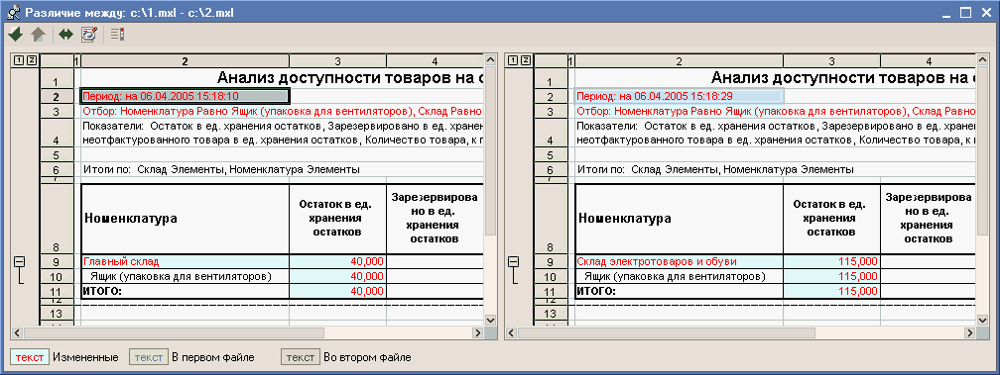 Различие между: c:\1.mxl - c:\2.mxl
1 2
1 2 3 4
1 Анализ доступности товаров на
2 Период: на 06.04.2005 15:18:10
3 Отбор: Номенклатура Равно Ящик (упаковка для вентиляторов), Склад Равно
4 Показатели: Остаток в ед. хранения остатков, Зарезервировано в ед.
неотфактурованного товара в ед. хранения остатков, Количество товара, к
5
6 Итоги по: Склад Элементы, Номенклатура Элементы
7
8 Номенклатура
Остаток в ед.
хранения
остатков
Зарезервирова
но в ед.
хранения
остатков
9 Главный склад 40,000
10 Ящик (упаковка для вентиляторов) 40,000
11 ИТОГО: 40,000
12
13
1 2
1 2 3 4
1 Анализ доступности товаров на
2 Период: на 06.04.2005 15:18:29
3 Отбор: Номенклатура Равно Ящик (упаковка для вентиляторов), Склад Равно
4 Показатели: Остаток в ед. хранения остатков, Зарезервировано в ед.
неотфактурованного товара в ед. хранения остатков, Количество товара, к
5
6 Итоги по: Склад Элементы, Номенклатура Элементы
7
8 Номенклатура
Остаток в ед.
хранения
остатков
Зарезервирова
но в ед.
хранения
остатков
9 Склад электротоваров и обуви 115,000
10 Ящик (упаковка для вентиляторов) 115,000
11 ИТОГО: 115,000
12
13
текст Измененные текст В первом файле текст Во втором файле